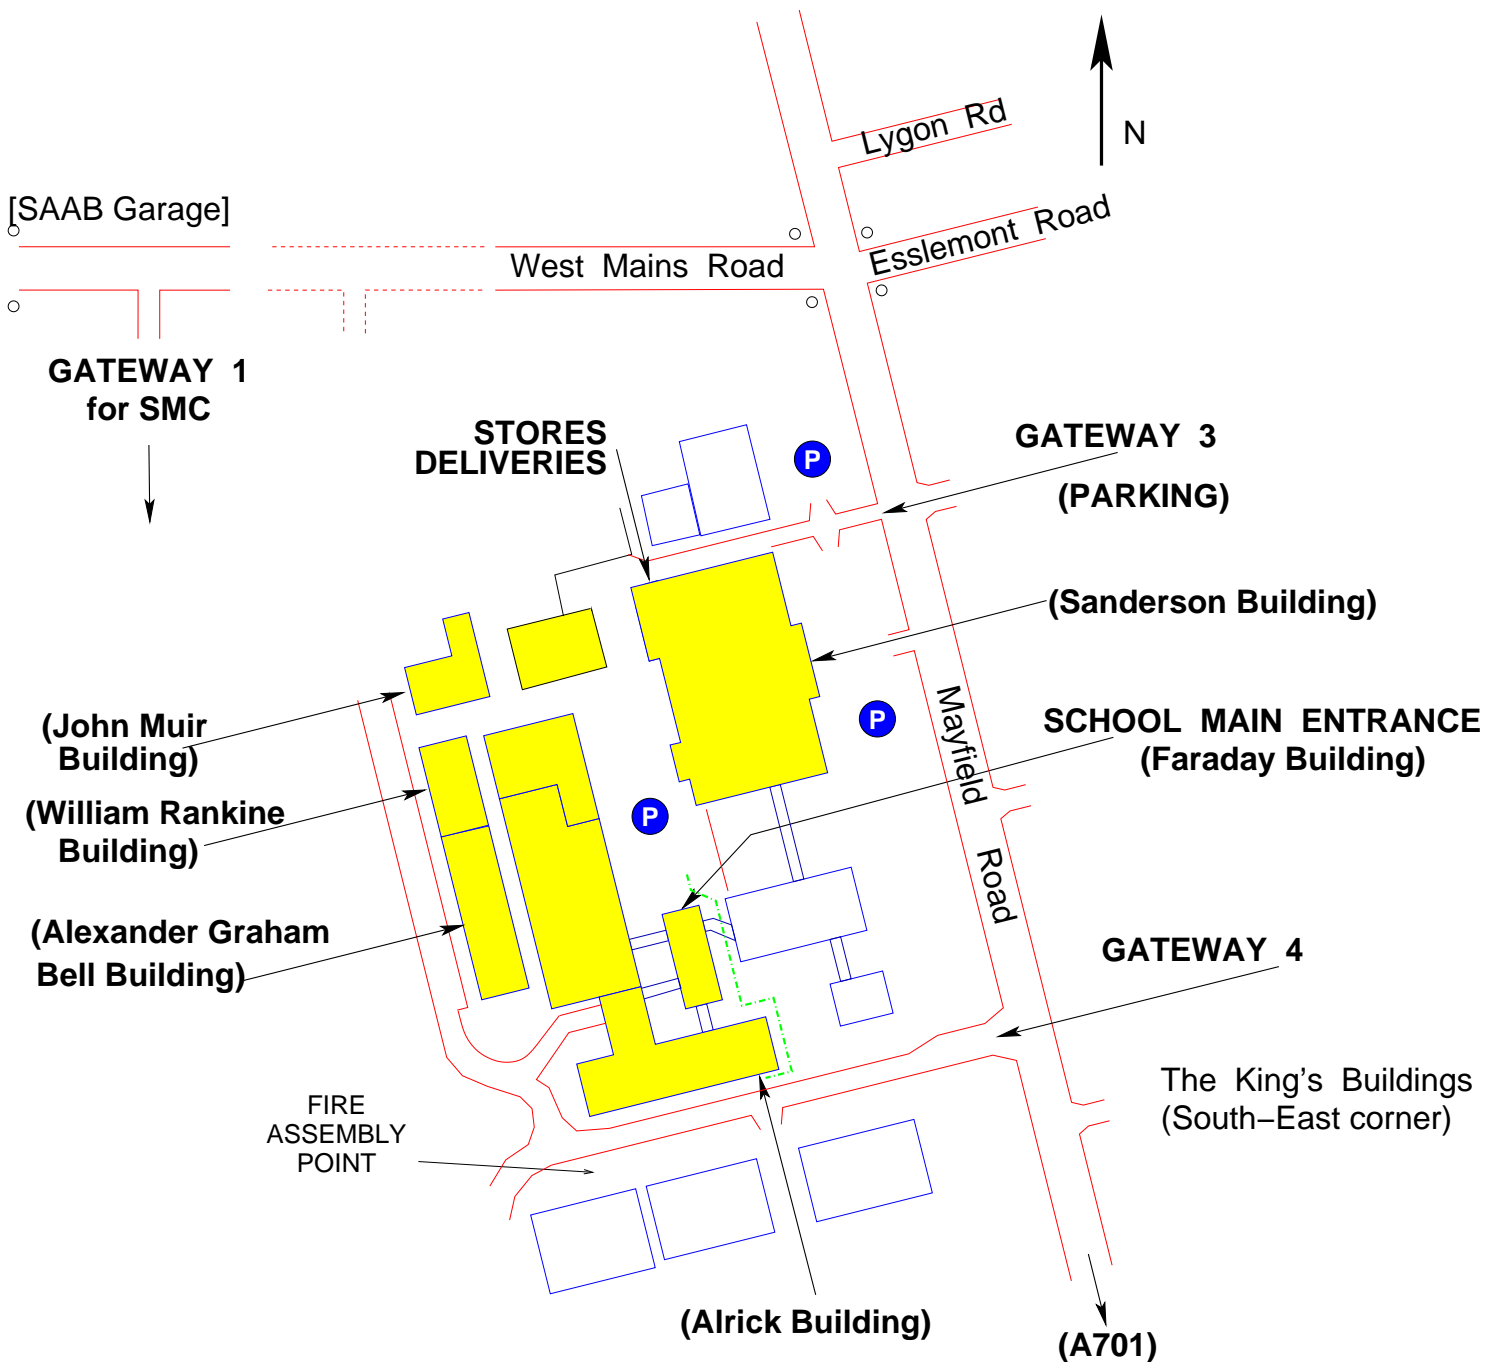 Lygon Rd
N
[SAAB Garage]
Esslemont Road
West Mains Road
GATEWAY 1
for SMC
STORES
DELIVERIES
P
GATEWAY 3
(PARKING)
(Sanderson Building)
(John Muir
Building)
P
Mayfield Road
SCHOOL MAIN ENTRANCE
(Faraday Building)
(William Rankine
Building)
P
(Alexander Graham
Bell Building)
GATEWAY 4
The King's Buildings
(South−East corner)
FIRE
ASSEMBLY
POINT
(Alrick Building)
(A701)